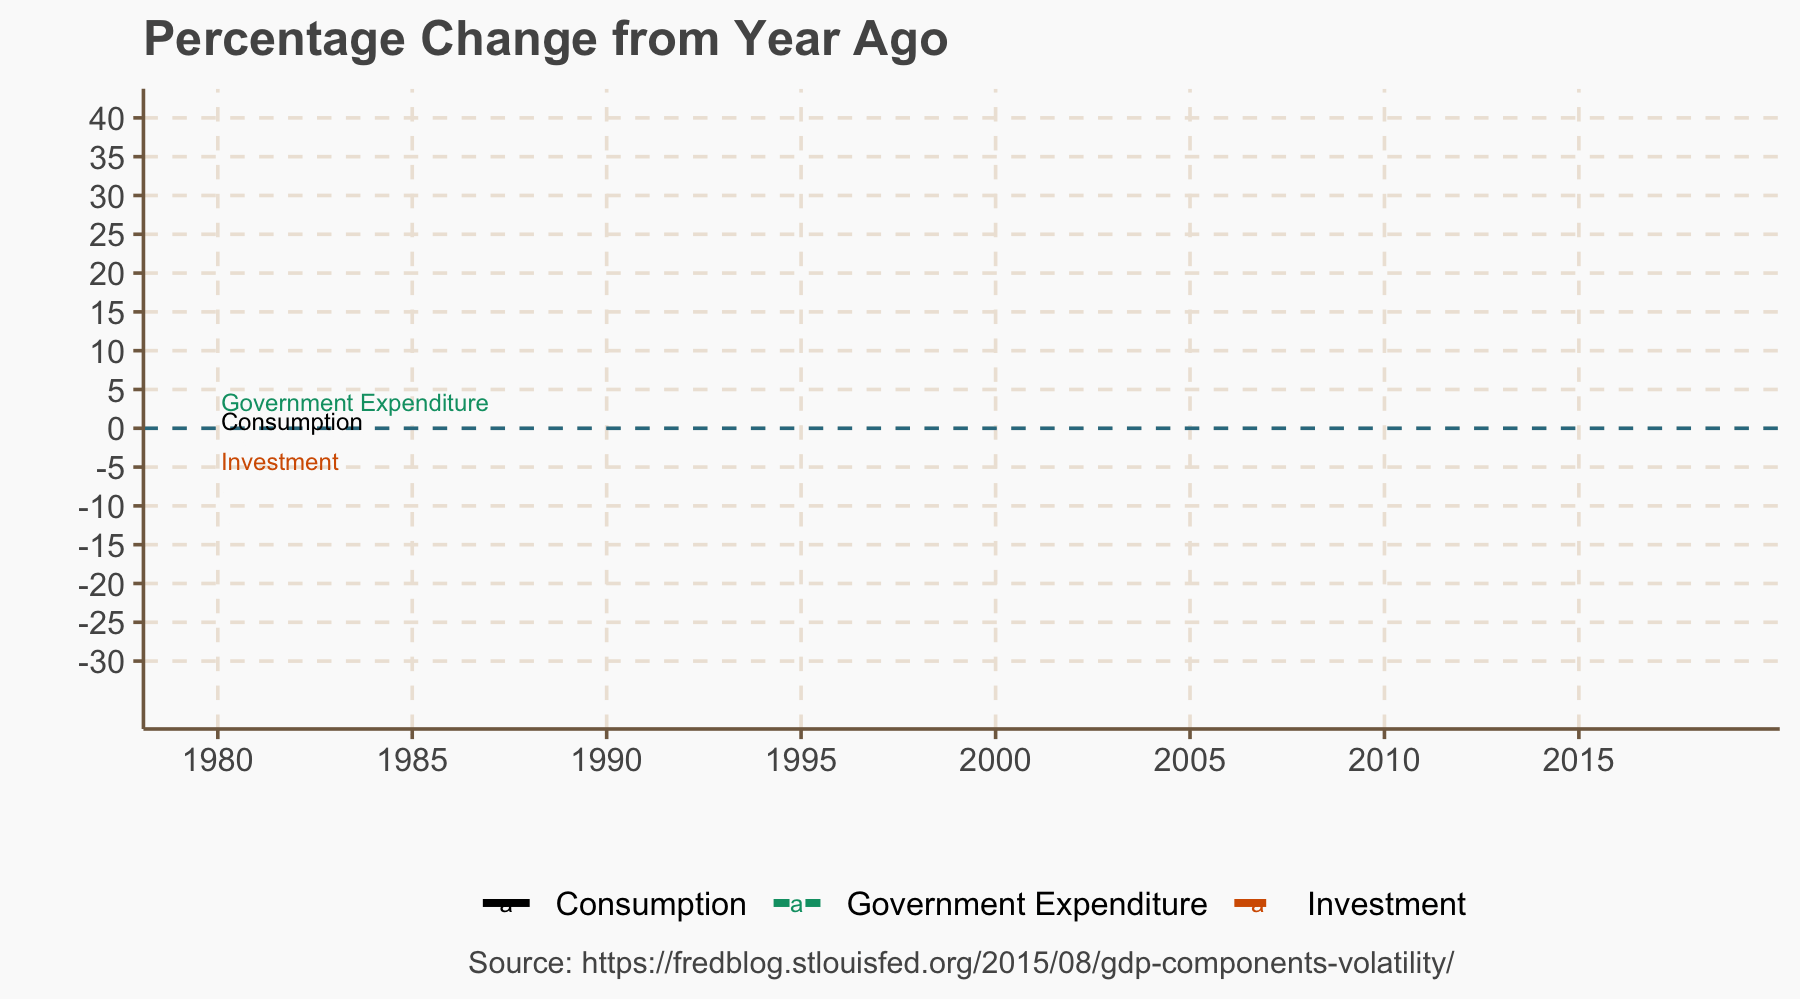 Percentage Change from Year Ago
40
35
30
25
20
15
10
5
Government Expenditure
Consumption
0
Investment
-5
-10
-15
-20
-25
-30
1980 1985 1990 1995 2000 2005 2010 2015
a Consumption a Government Expenditure a Investment
Source: https://fredblog.stlouisfed.org/2015/08/gdp-components-volatility/